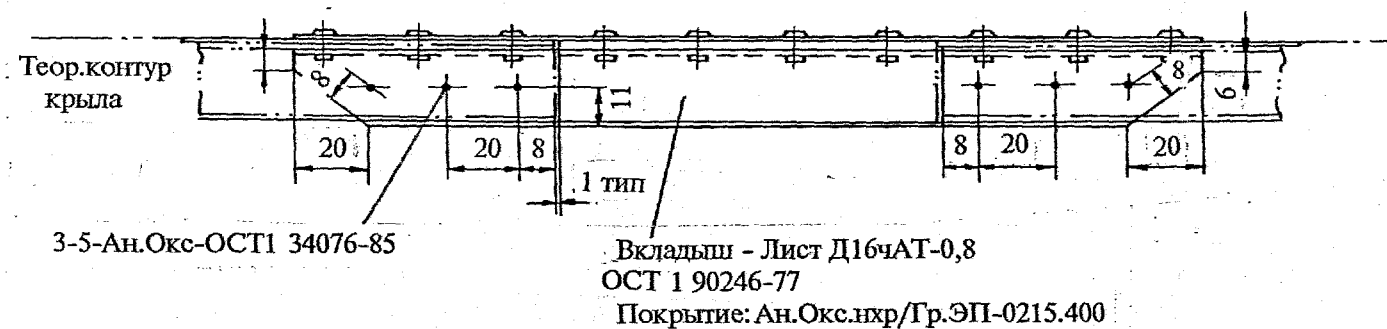 Теор.контур
крыла
8
11
8
6
20
20
8
8
20
20
1 тип
3-5-Ан.Окс-ОСТ1 34076-85
Вкладыш - Лист Д16чАТ-0,8
ОСТ 1 90246-77
Покрытие: Ан.Окс.нхр/Гр.ЭП-0215.400